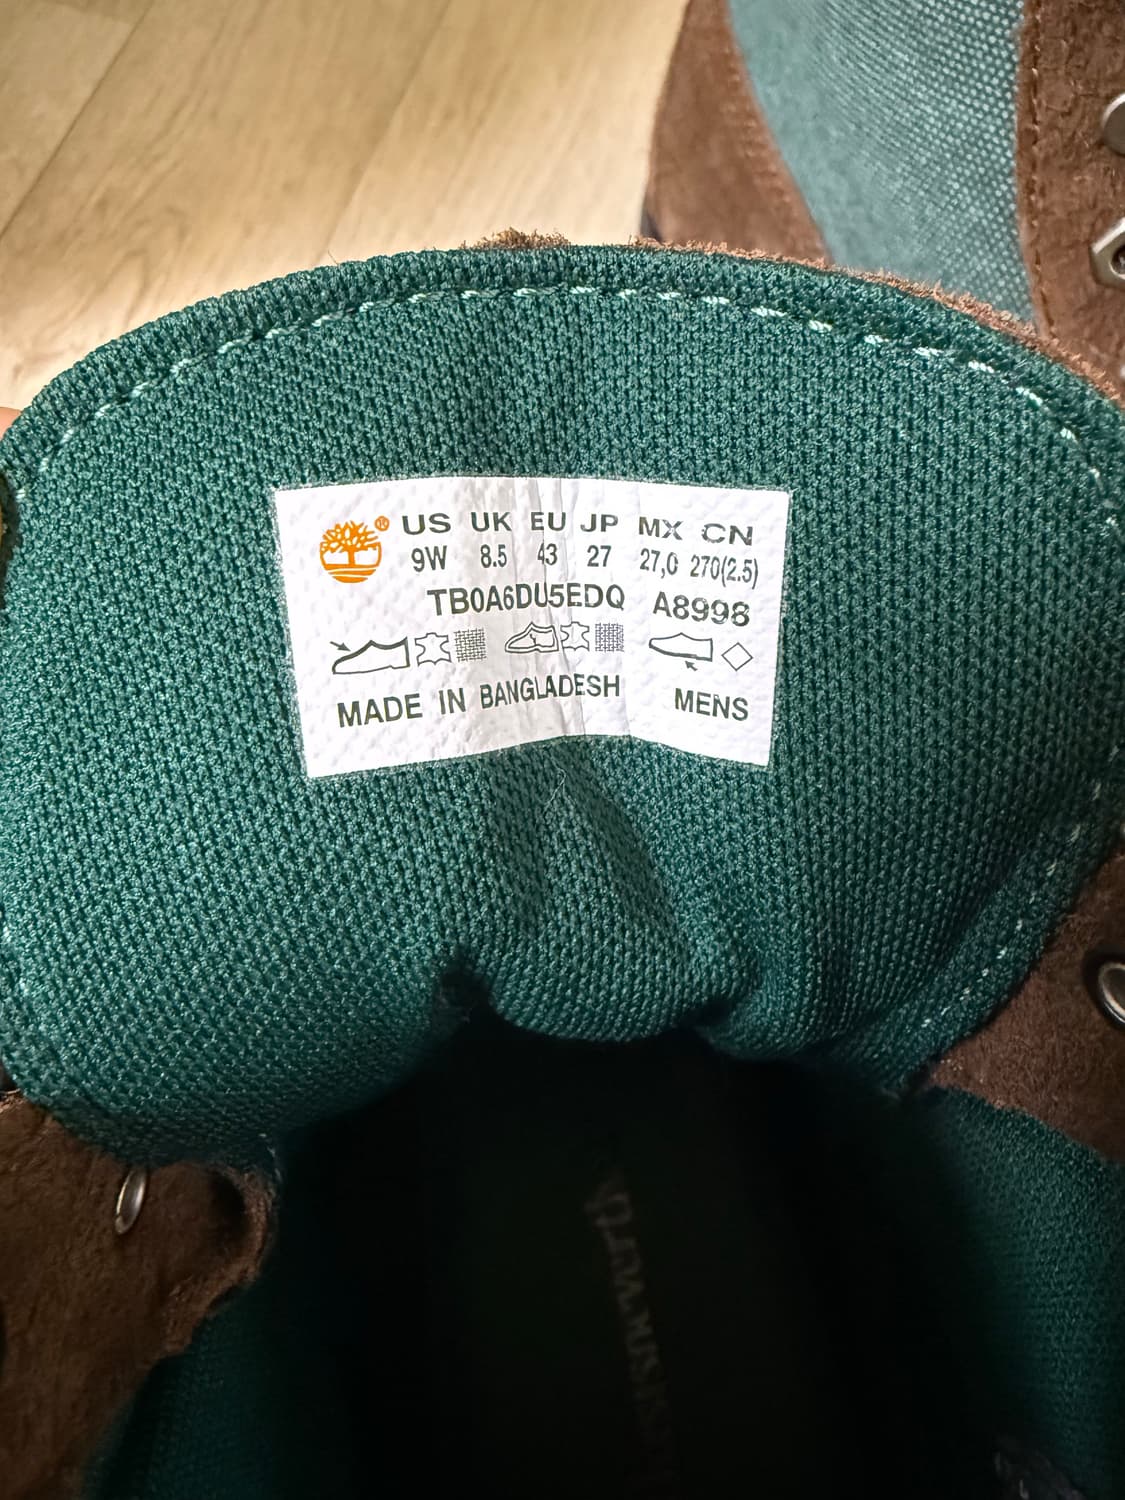 ® US UK EU JP MX CN
9W 8.5 43 27 27,0 270(2.5)
TB0A6DU5EDQ A8998
MADE IN BANGLADESH MENS